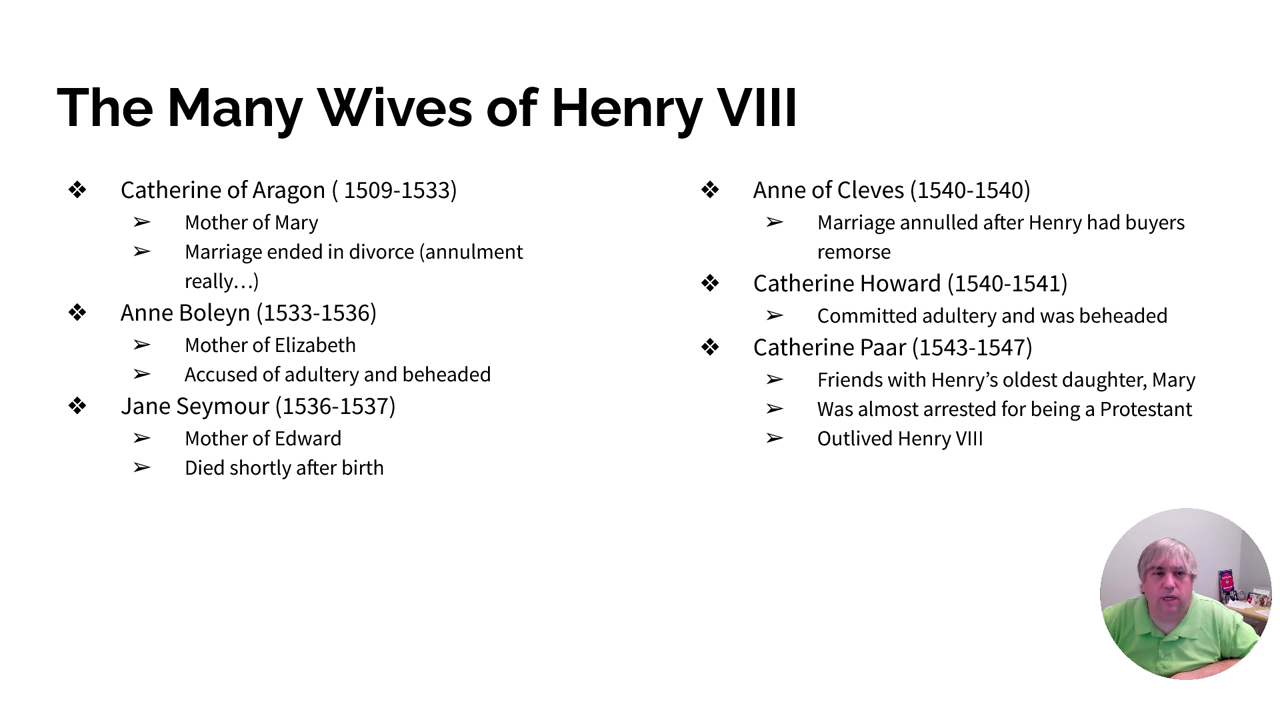 The Many Wives of Henry VIII
❖ Catherine of Aragon ( 1509-1533)
➢ Mother of Mary
➢ Marriage ended in divorce (annulment
really…)
❖ Anne Boleyn (1533-1536)
➢ Mother of Elizabeth
➢ Accused of adultery and beheaded
❖ Jane Seymour (1536-1537)
➢ Mother of Edward
➢ Died shortly after birth
❖ Anne of Cleves (1540-1540)
➢ Marriage annulled after Henry had buyers
remorse
❖ Catherine Howard (1540-1541)
➢ Committed adultery and was beheaded
❖ Catherine Paar (1543-1547)
➢ Friends with Henry’s oldest daughter, Mary
➢ Was almost arrested for being a Protestant
➢ Outlived Henry VIII